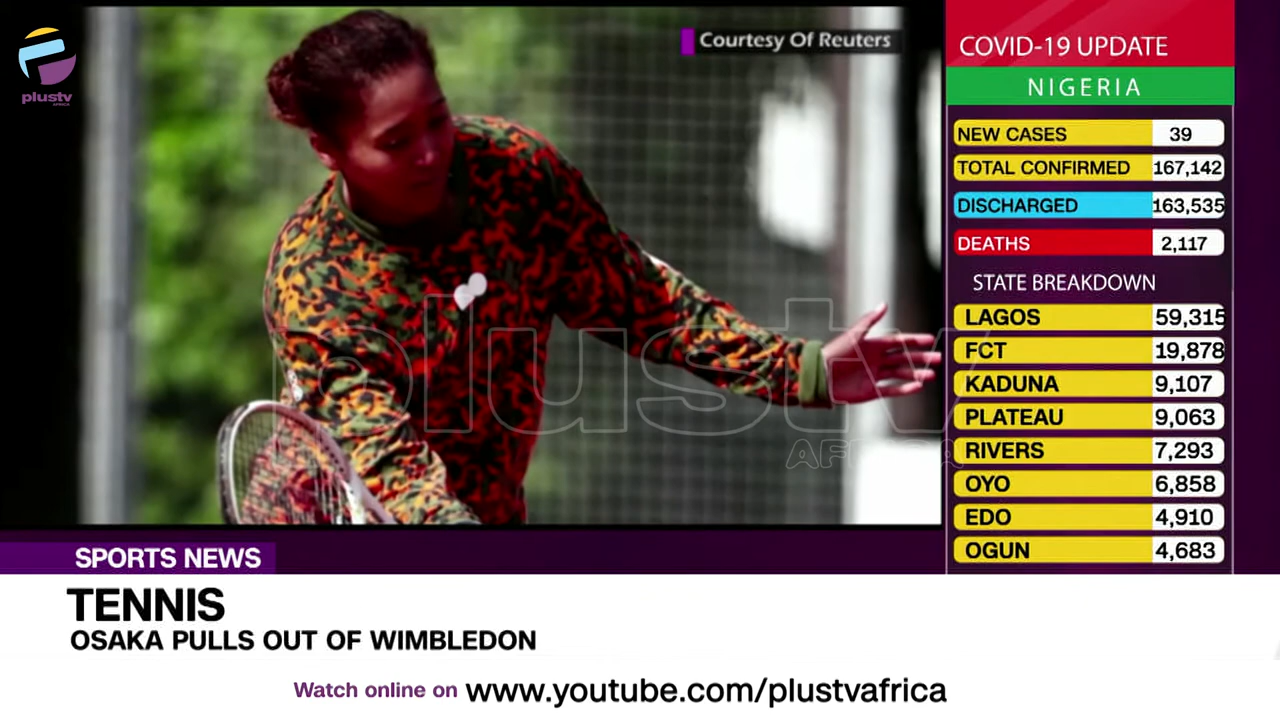 plustv
AFRICA
Courtesy Of Reuters
plustv
AFRICA
COVID-19 UPDATE
NIGERIA
NEW CASES 39
TOTAL CONFIRMED 167,142
DISCHARGED 163,535
DEATHS 2,117
STATE BREAKDOWN
LAGOS 59,315
FCT 19,878
KADUNA 9,107
PLATEAU 9,063
RIVERS 7,293
OYO 6,858
EDO 4,910
OGUN 4,683
SPORTS NEWS
TENNIS
OSAKA PULLS OUT OF WIMBLEDON
Watch online on www.youtube.com/plustvafrica